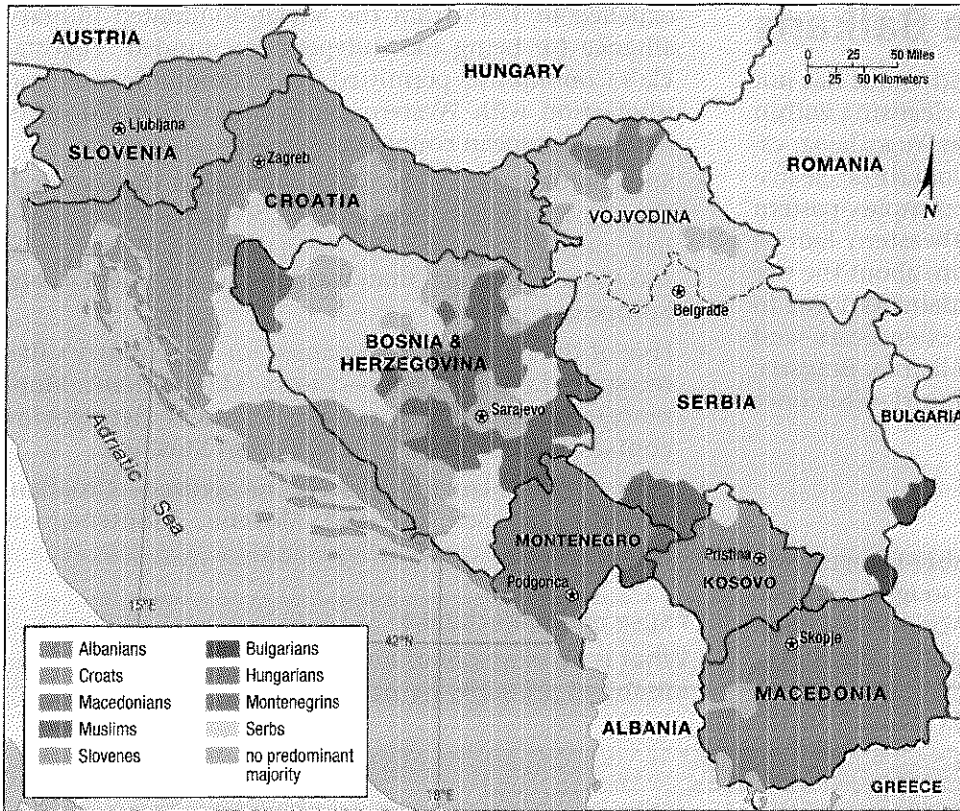 AUSTRIA
HUNGARY
0 25 50 Miles
0 25 50 Kilometers
Ljubljana
SLOVENIA
Zagreb
CROATIA
ROMANIA
N
VOJVODINA
Belgrade
BOSNIA &
HERZEGOVINA
Sarajevo
SERBIA
BULGARIA
Adriatic Sea
MONTENEGRO
Pristina
KOSOVO
Podgorica
15°E
42°N
Skopje
MACEDONIA
ALBANIA
GREECE
18°E
Albanians
Croats
Macedonians
Muslims
Slovenes
Bulgarians
Hungarians
Montenegrins
Serbs
no predominant
majority